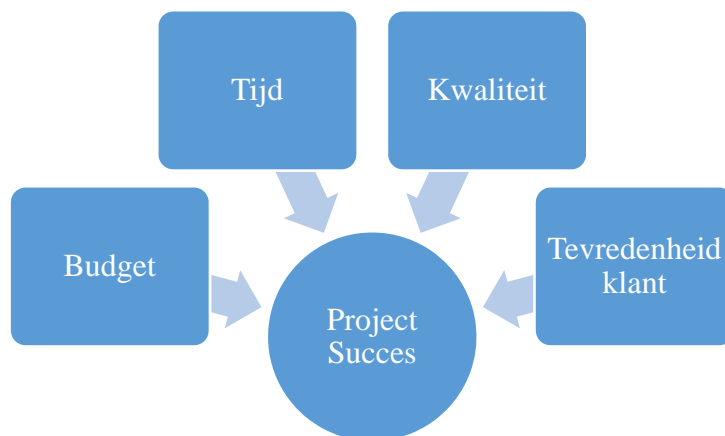 Tijd
Kwaliteit
Budget
Tevredenheid
klant
Project
Succes